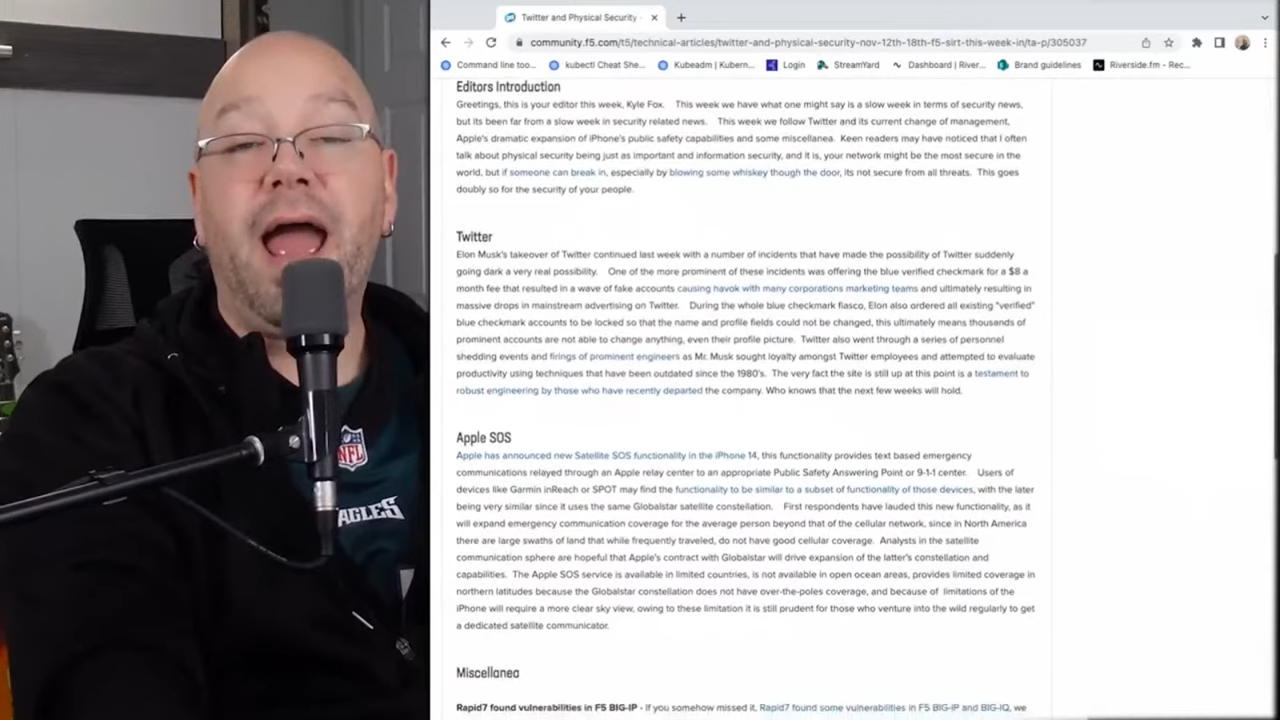 Twitter and Physical Security
community.f5.com/t5/technical-articles/twitter-and-physical-security-nov-12th-18th-f5-sirt-this-week-in/ta-p/305037
Command line too... kubectl Cheat She... Kubeadm | Kubern... Login StreamYard Dashboard | River... Brand guidelines Riverside.fm - Rec...
Editors Introduction
Greetings, this is your editor this week, Kyle Fox. This week we have what one might say is a slow week in terms of security news,
but its been far from a slow week in security related news. This week we follow Twitter and its current change of management,
Apple's dramatic expansion of iPhone's public safety capabilities and some miscellanea. Keen readers may have noticed that I often
talk about physical security being just as important and information security, and it is, your network might be the most secure in the
world, but if someone can break in, especially by blowing some whiskey though the door, its not secure from all threats. This goes
doubly so for the security of your people.
Twitter
Elon Musk's takeover of Twitter continued last week with a number of incidents that have made the possibility of Twitter suddenly
going dark a very real possibility. One of the more prominent of these incidents was offering the blue verified checkmark for a $8 a
month fee that resulted in a wave of fake accounts causing havok with many corporations marketing teams and ultimately resulting in
massive drops in mainstream advertising on Twitter. During the whole blue checkmark fiasco, Elon also ordered all existing "verified"
blue checkmark accounts to be locked so that the name and profile fields could not be changed, this ultimately means thousands of
prominent accounts are not able to change anything, even their profile picture. Twitter also went through a series of personnel
shedding events and firings of prominent engineers as Mr. Musk sought loyalty amongst Twitter employees and attempted to evaluate
productivity using techniques that have been outdated since the 1980's. The very fact the site is still up at this point is a testament to
robust engineering by those who have recently departed the company. Who knows that the next few weeks will hold.
Apple SOS
Apple has announced new Satellite SOS functionality in the iPhone 14, this functionality provides text based emergency
communications relayed through an Apple relay center to an appropriate Public Safety Answering Point or 9-1-1 center. Users of
devices like Garmin inReach or SPOT may find the functionality to be similar to a subset of functionality of those devices, with the later
being very similar since it uses the same Globalstar satellite constellation. First respondents have lauded this new functionality, as it
will expand emergency communication coverage for the average person beyond that of the cellular network, since in North America
there are large swaths of land that while frequently traveled, do not have good cellular coverage. Analysts in the satellite
communication sphere are hopeful that Apple's contract with Globalstar will drive expansion of the latter's constellation and
capabilities. The Apple SOS service is available in limited countries, is not available in open ocean areas, provides limited coverage in
northern latitudes because the Globalstar constellation does not have over-the-poles coverage, and because of limitations of the
iPhone will require a more clear sky view, owing to these limitation it is still prudent for those who venture into the wild regularly to get
a dedicated satellite communicator.
Miscellanea
Rapid7 found vulnerabilities in F5 BIG-IP - If you somehow missed it, Rapid7 found some vulnerabilities in F5 BIG-IP and BIG-IQ, we
NFL
EAGLES